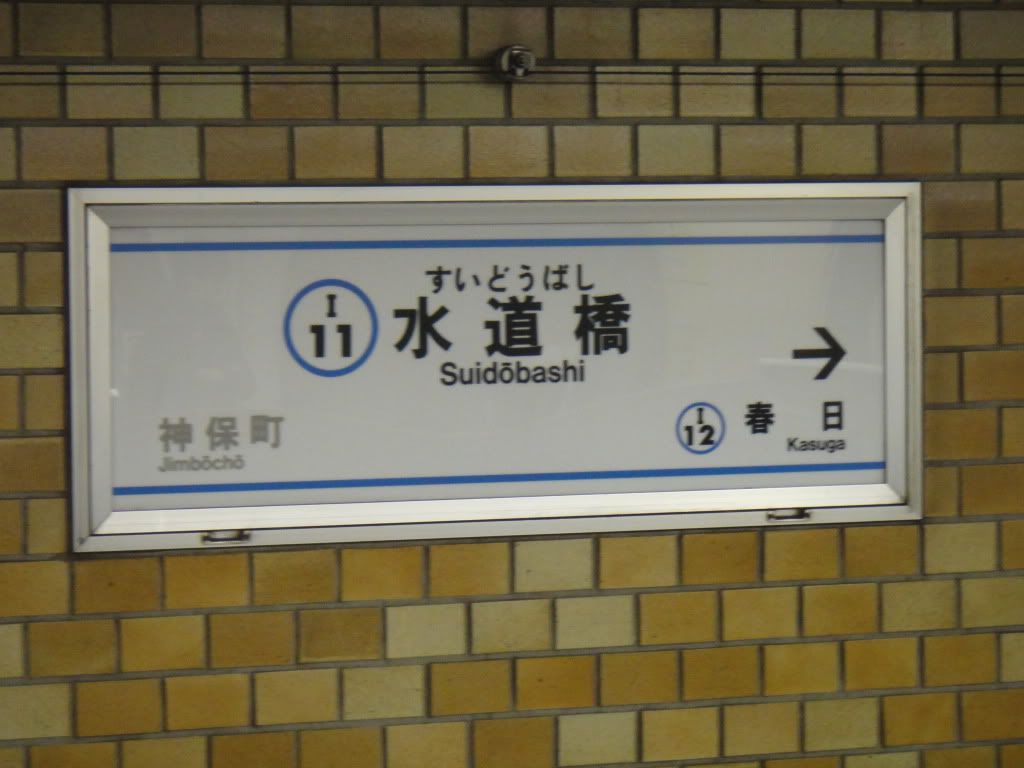 すいどうばし
I
11
水道橋
Suidōbashi
→
神保町
Jimbōchō
I
12
春日
Kasuga